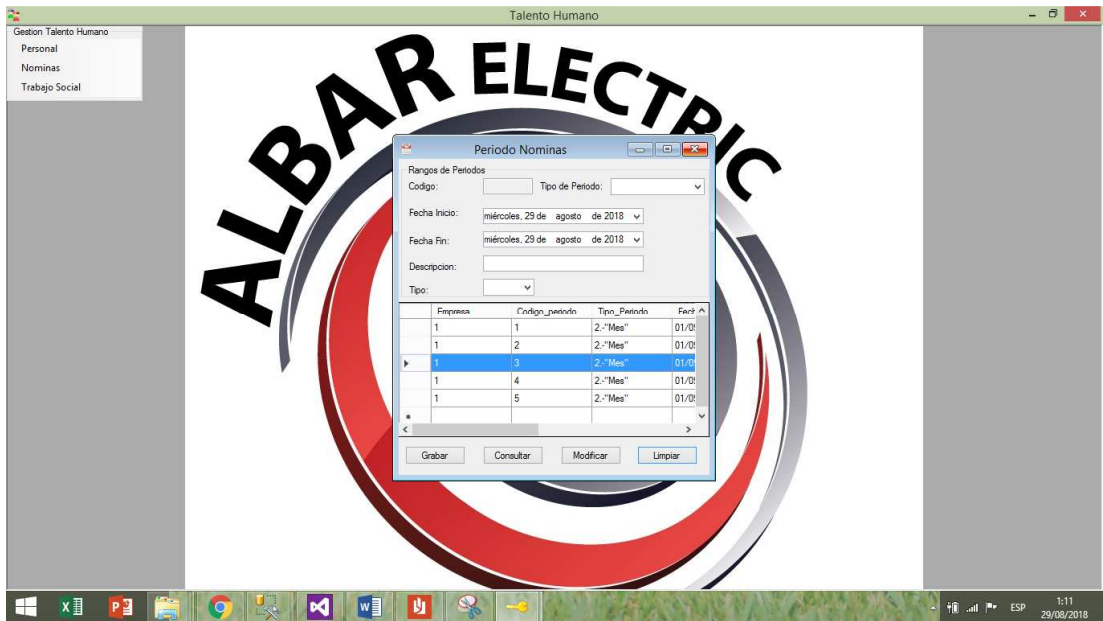 Talento Humano
Gestion Talento Humano
Personal
Nominas
Trabajo Social
ALBAR ELECTRIC
Periodo Nominas
Rangos de Periodos
Codigo: Tipo de Periodo:
Fecha Inicio: miércoles, 29 de agosto de 2018
Fecha Fin: miércoles, 29 de agosto de 2018
Descripcion:
Tipo:
Empresa Codigo_periodo Tipo_Periodo
1 1 2.-"Mes"
1 2 2.-"Mes"
1 3 2.-"Mes"
1 4 2.-"Mes"
1 5 2.-"Mes"
Grabar Consultar Modificar Limpiar
ESP 1:11
29/08/2018